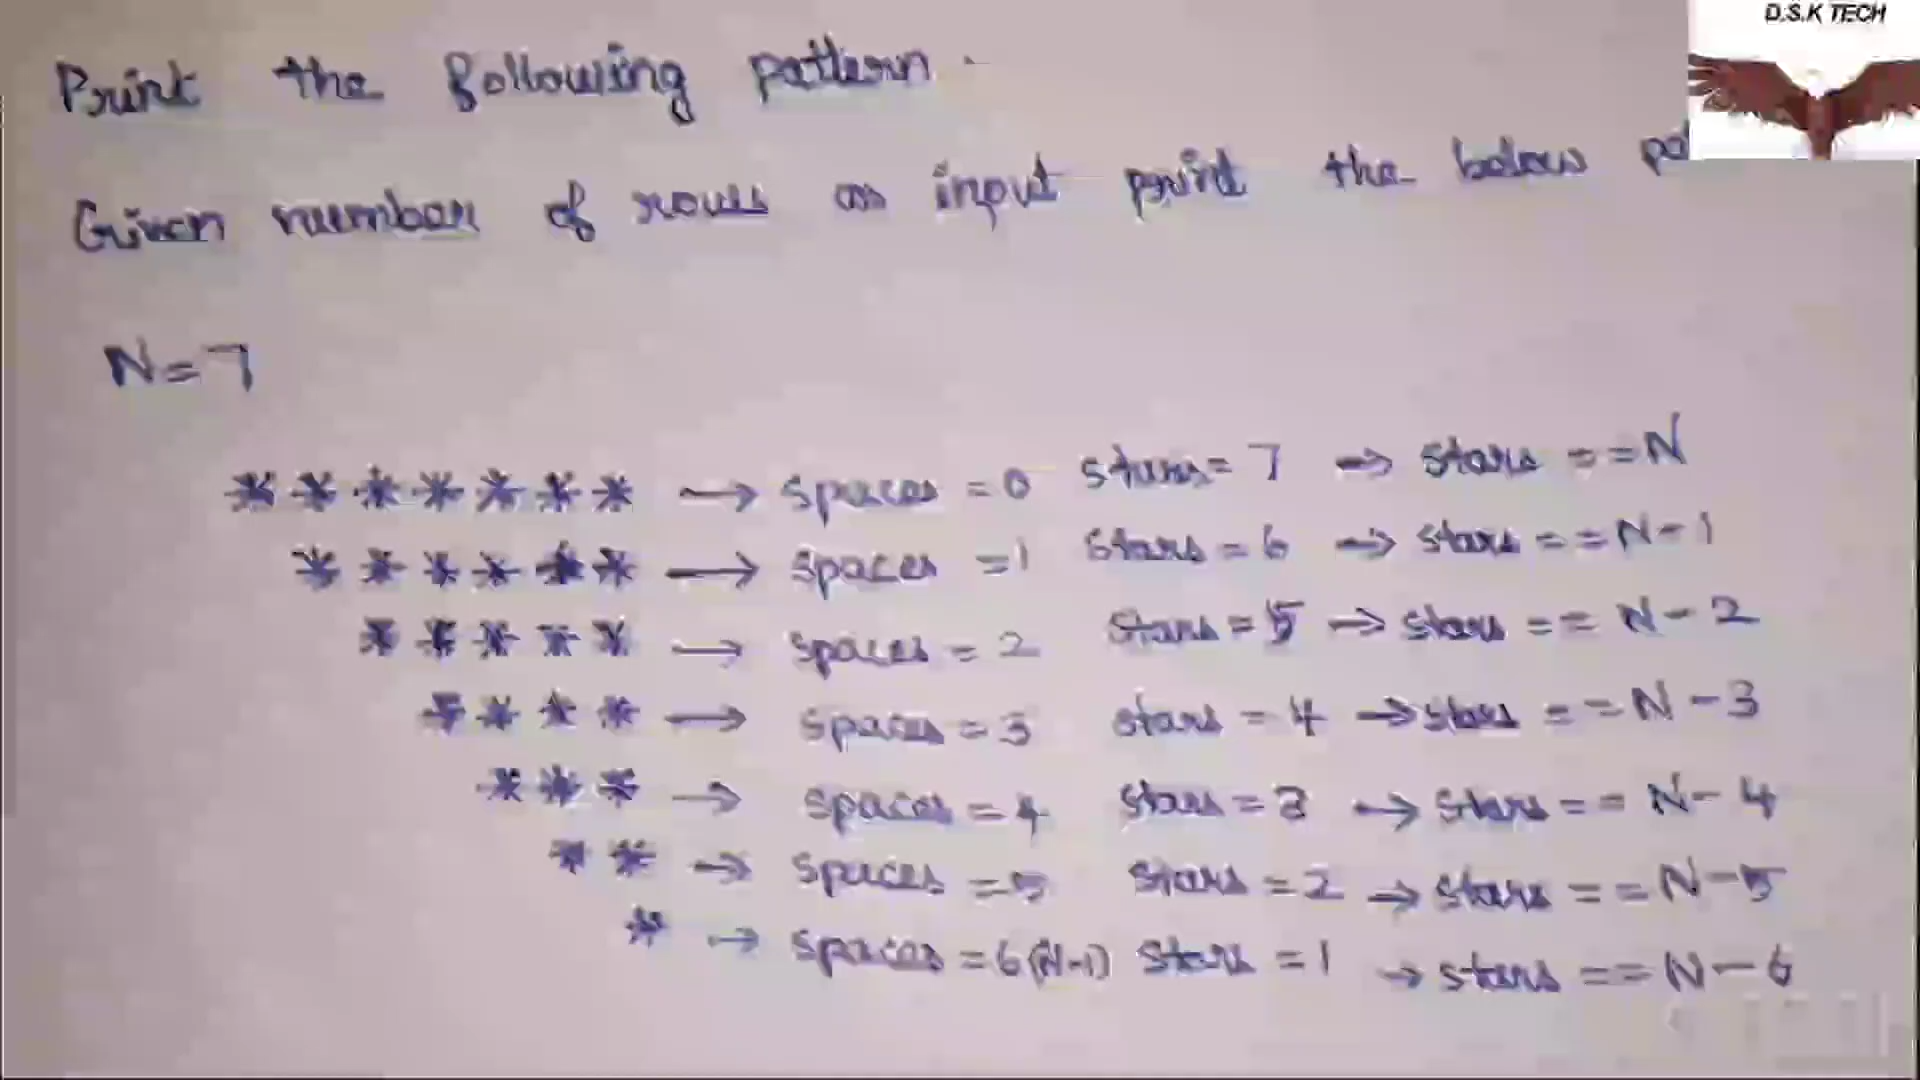 D.S.K TECH
Print the following pattern.
Given number of rows as input print the below
N=7
* * * * * * * → spaces = 0 stars = 7 → stars == N
* * * * * * → spaces = 1 stars = 6 → stars == N-1
* * * * * → spaces = 2 stars = 5 → stars == N-2
* * * * → spaces = 3 stars = 4 → stars == N-3
* * * → spaces = 4 stars = 3 → stars == N-4
* * → spaces = 5 stars = 2 → stars == N-5
* → spaces = 6(N-1) stars = 1 → stars == N-6